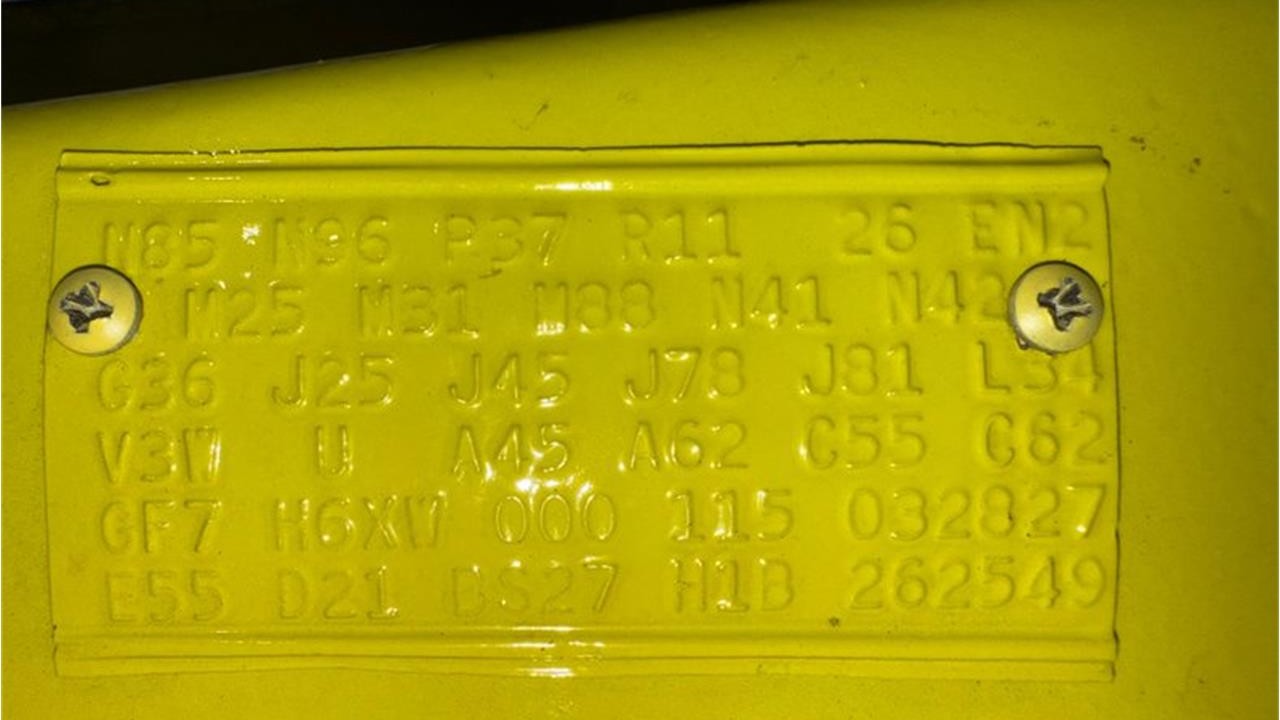 N85 N96 P37 R11 26 EN2
M25 M31 M88 N41 N42
G36 J25 J45 J78 J81 L34
V3W U A45 A62 C55 C62
GF7 H6XW 000 115 032827
E55 D21 BS27 H1B 262549